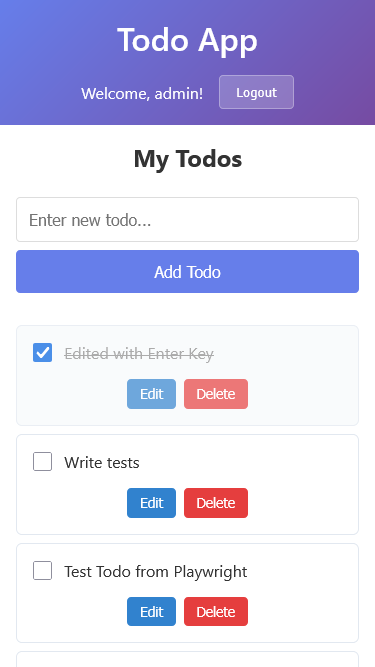 Todo App
Welcome, admin! Logout
My Todos
Enter new todo...
Add Todo
Edited with Enter Key
Edit Delete
Write tests
Edit Delete
Test Todo from Playwright
Edit Delete